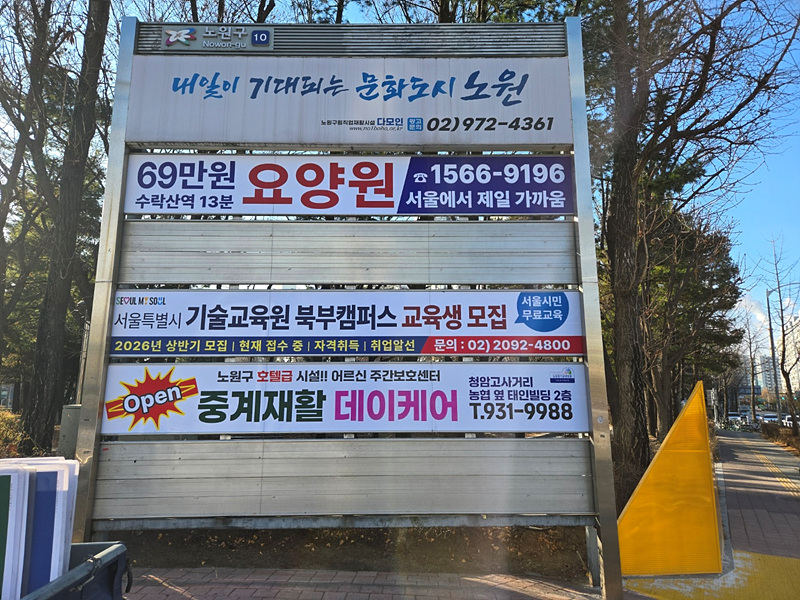 노원구 10
Nowon-gu
내일이 기대되는 문화도시 노원
노원구립직업재활시설 다모인 광고문의 02)972-4361
69만원
수락산역 13분
요양원
☎1566-9196
서울에서 제일 가까움
SEOUL MY SOUL
서울특별시 기술교육원 북부캠퍼스 교육생 모집
서울시민
무료교육
2026년 상반기 모집 | 현재 접수 중 | 자격취득 | 취업알선
문의 : 02) 2092-4800
Open
노원구 호텔급 시설!! 어르신 주간보호센터
중계재활 데이케어
청암고사거리
농협 옆 태인빌딩 2층
T.931-9988